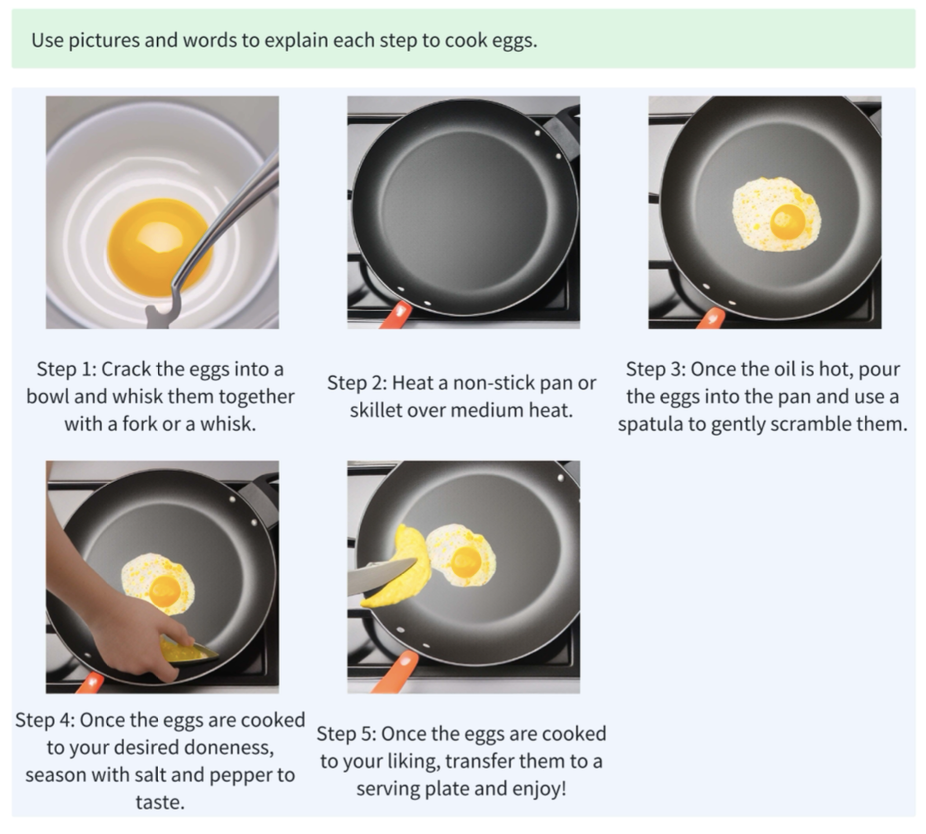 Use pictures and words to explain each step to cook eggs.
Step 1: Crack the eggs into a
bowl and whisk them together
with a fork or a whisk.
Step 2: Heat a non-stick pan or
skillet over medium heat.
Step 3: Once the oil is hot, pour
the eggs into the pan and use a
spatula to gently scramble them.
Step 4: Once the eggs are cooked
to your desired doneness,
season with salt and pepper to
taste.
Step 5: Once the eggs are cooked
to your liking, transfer them to a
serving plate and enjoy!